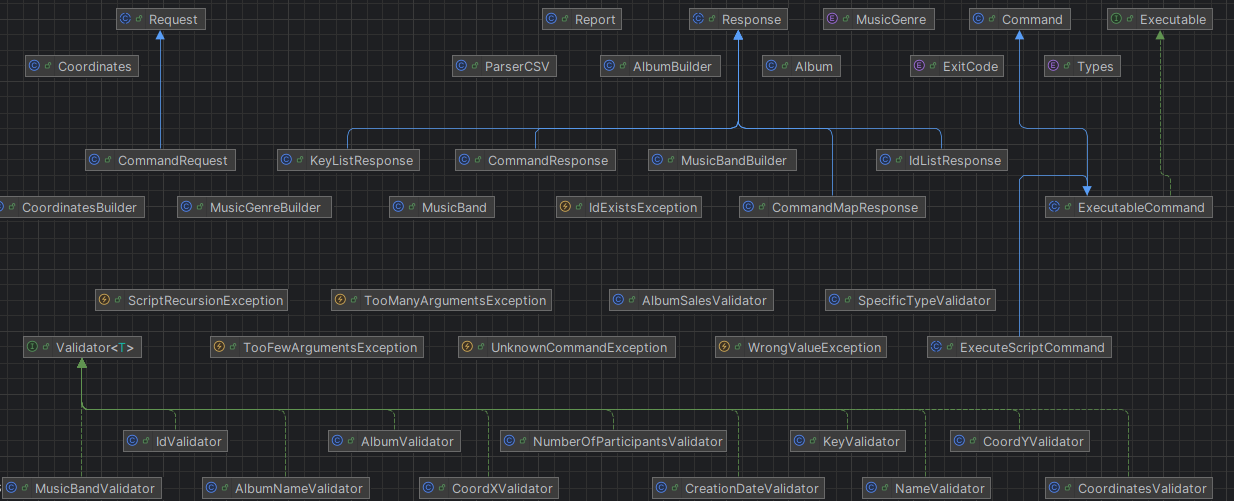 Request
Report
Response
MusicGenre
Command
Executable
Coordinates
ParserCSV
AlbumBuilder
Album
ExitCode
Types
CommandRequest
KeyListResponse
CommandResponse
MusicBandBuilder
IdListResponse
CoordinatesBuilder
MusicGenreBuilder
MusicBand
IdExistsException
CommandMapResponse
ExecutableCommand
ScriptRecursionException
TooManyArgumentsException
AlbumSalesValidator
SpecificTypeValidator
Validator<T>
TooFewArgumentsException
UnknownCommandException
WrongValueException
ExecuteScriptCommand
IdValidator
AlbumValidator
NumberOfParticipantsValidator
KeyValidator
CoordYValidator
MusicBandValidator
AlbumNameValidator
CoordXValidator
CreationDateValidator
NameValidator
CoordinatesValidator